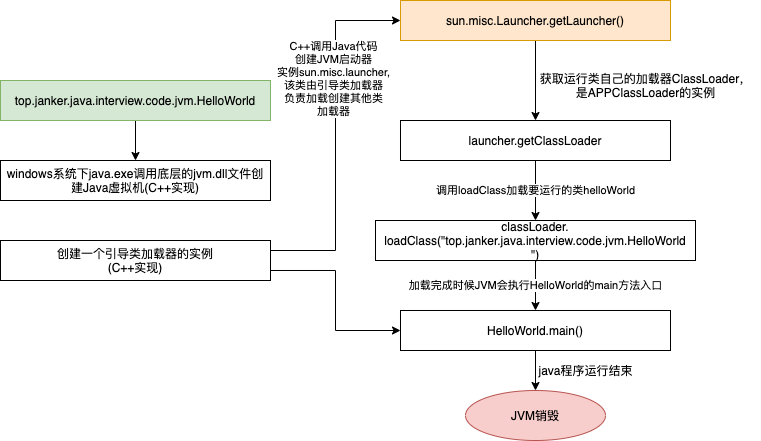 top.janker.java.interview.code.jvm.HelloWorld
windows系统下java.exe调用底层的jvm.dll文件创
建Java虚拟机(C++实现)
创建一个引导类加载器的实例
(C++实现)
C++调用Java代码
创建JVM启动器
实例sun.misc.launcher,
该类由引导类加载器
负责加载创建其他类
加载器
sun.misc.Launcher.getLauncher()
获取运行类自己的加载器ClassLoader，
是APPClassLoader的实例
launcher.getClassLoader
调用loadClass加载要运行的类helloWorld
classLoader.
loadClass("top.janker.java.interview.code.jvm.HelloWorld
")
加载完成时候JVM会执行HelloWorld的main方法入口
HelloWorld.main()
java程序运行结束
JVM销毁